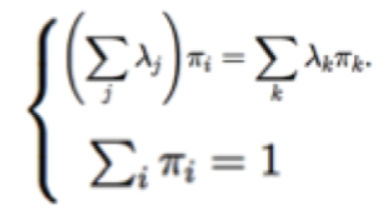 (∑_j λ_j) π_i = ∑_k λ_k π_k.
∑_i π_i = 1